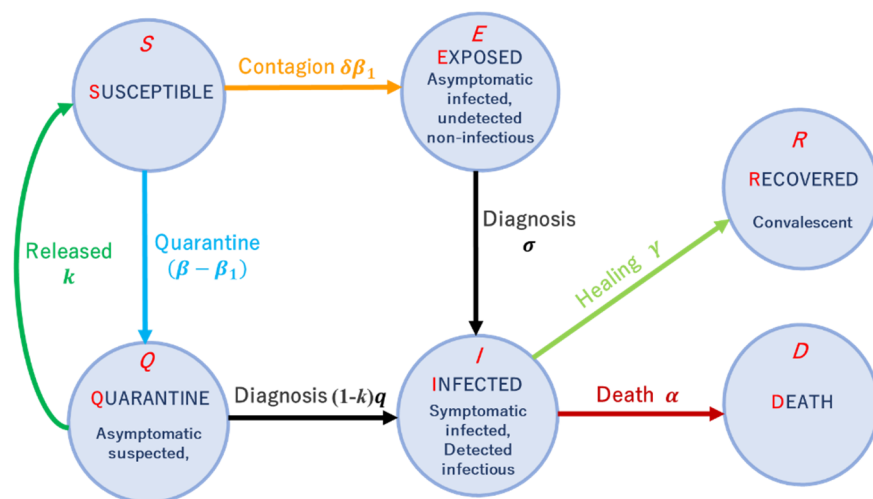 S
SUSCEPTIBLE
Contagion δβ₁
E
EXPOSED
Asymptomatic
infected,
undetected
non-infectious
R
RECOVERED
Convalescent
Released
k
Quarantine
(β − β₁)
Diagnosis
σ
Healing γ
Q
QUARANTINE
Asymptomatic
suspected,
Diagnosis (1-k)q
I
INFECTED
Symptomatic
infected,
Detected
infectious
Death α
D
DEATH